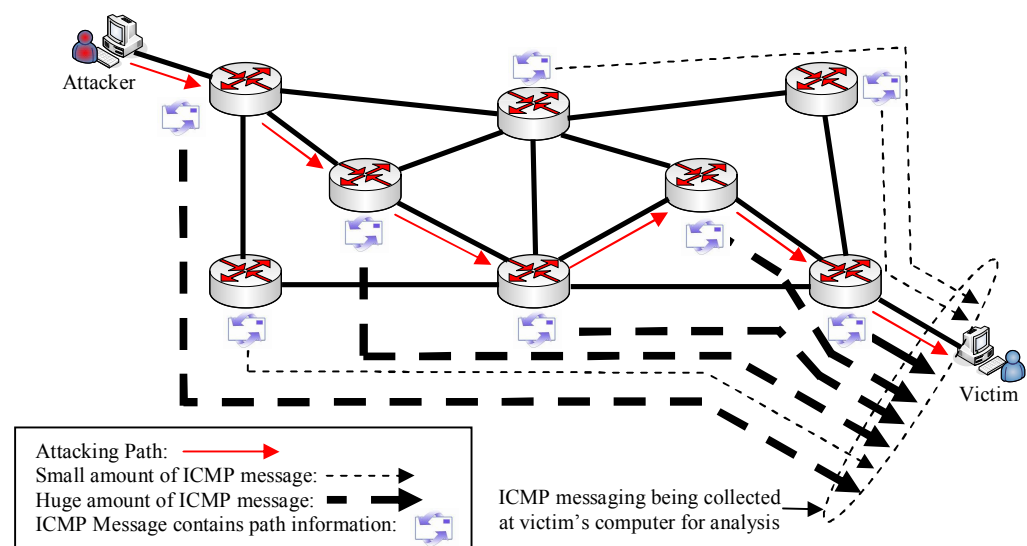 Attacker
Victim
Attacking Path:
Small amount of ICMP message:
Huge amount of ICMP message:
ICMP Message contains path information:
ICMP messaging being collected
at victim's computer for analysis